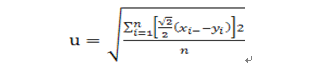 u = √(Σⁿᵢ₌₁[√2/2 (xᵢ₋−yᵢ)]2 / n) ↵